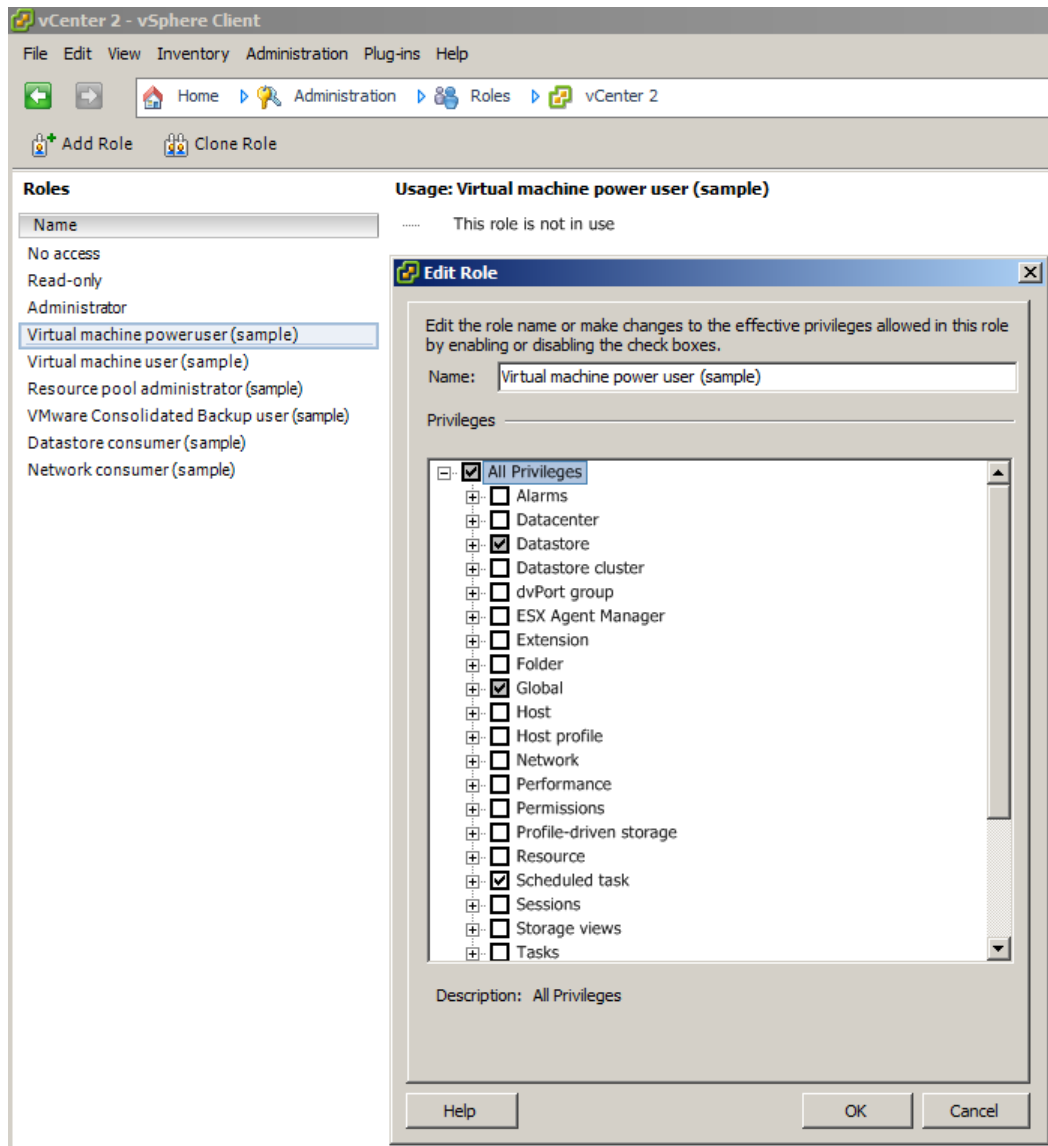 vCenter 2 - vSphere Client
File Edit View Inventory Administration Plug-ins Help
Home Administration Roles vCenter 2
Add Role Clone Role
Roles
Name
No access
Read-only
Administrator
Virtual machine poweruser (sample)
Virtual machine user (sample)
Resource pool administrator (sample)
VMware Consolidated Backup user (sample)
Datastore consumer (sample)
Network consumer (sample)
Usage: Virtual machine power user (sample)
This role is not in use
Edit Role
Edit the role name or make changes to the effective privileges allowed in this role
by enabling or disabling the check boxes.
Name: Virtual machine power user (sample)
Privileges
All Privileges
Alarms
Datacenter
Datastore
Datastore cluster
dvPort group
ESX Agent Manager
Extension
Folder
Global
Host
Host profile
Network
Performance
Permissions
Profile-driven storage
Resource
Scheduled task
Sessions
Storage views
Tasks
Description: All Privileges
Help OK Cancel